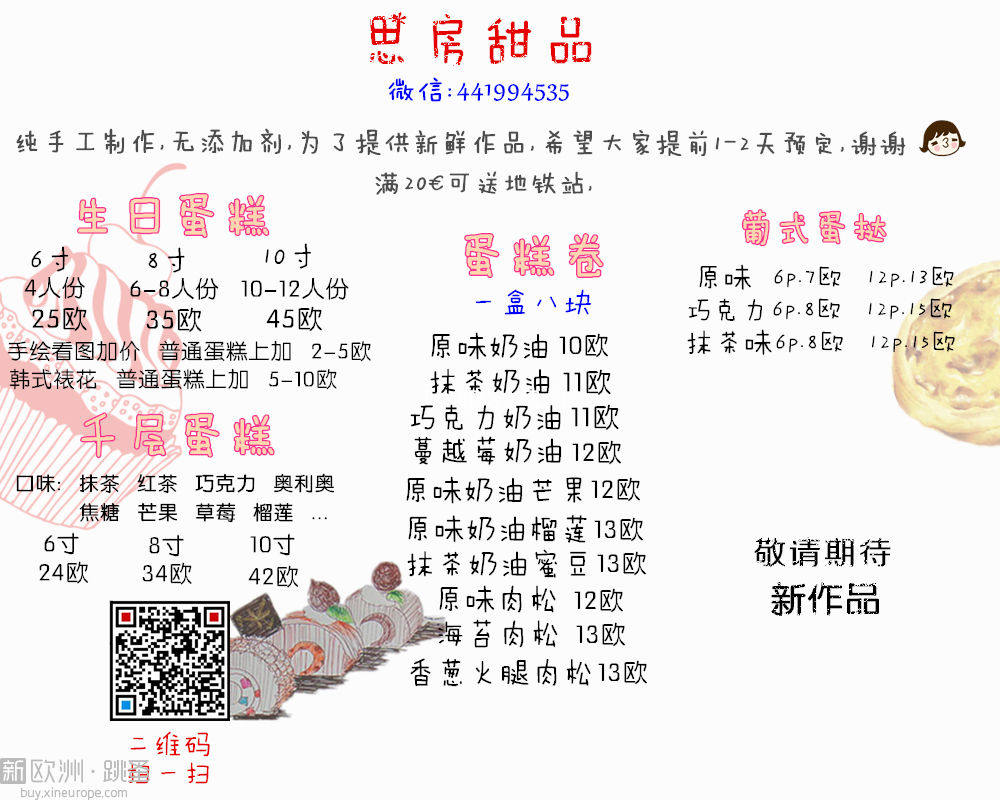 思房甜品
微信:441994535
纯手工制作,无添加剂,为了提供新鲜作品,希望大家提前1-2天预定,谢谢
满20€可送地铁站,
生日蛋糕
6寸 8寸 10寸
4人份 6-8人份 10-12人份
25欧 35欧 45欧
手绘看图加价 普通蛋糕上加 2-5欧
韩式裱花 普通蛋糕上加 5-10欧
千层蛋糕
口味: 抹茶 红茶 巧克力 奥利奥
焦糖 芒果 草莓 榴莲 ...
6寸 8寸 10寸
24欧 34欧 42欧
二维码
扫一扫
蛋糕卷
一盒八块
原味奶油 10欧
抹茶奶油 11欧
巧克力奶油 11欧
蔓越莓奶油 12欧
原味奶油芒果 12欧
原味奶油榴莲 13欧
抹茶奶油蜜豆 13欧
原味肉松 12欧
海苔肉松 13欧
香葱火腿肉松 13欧
葡式蛋挞
原味 6p.7欧 12p.13欧
巧克力 6p.8欧 12p.15欧
抹茶味 6p.8欧 12p.15欧
敬请期待
新作品
新欧洲·跳蚤
buy.xineurope.com